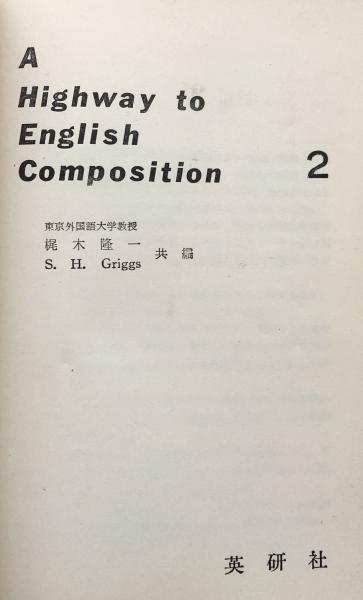 A
Highway to
English
Composition 2
東京外国語大学教授
梶木隆一
S. H. Griggs
共編
英研社